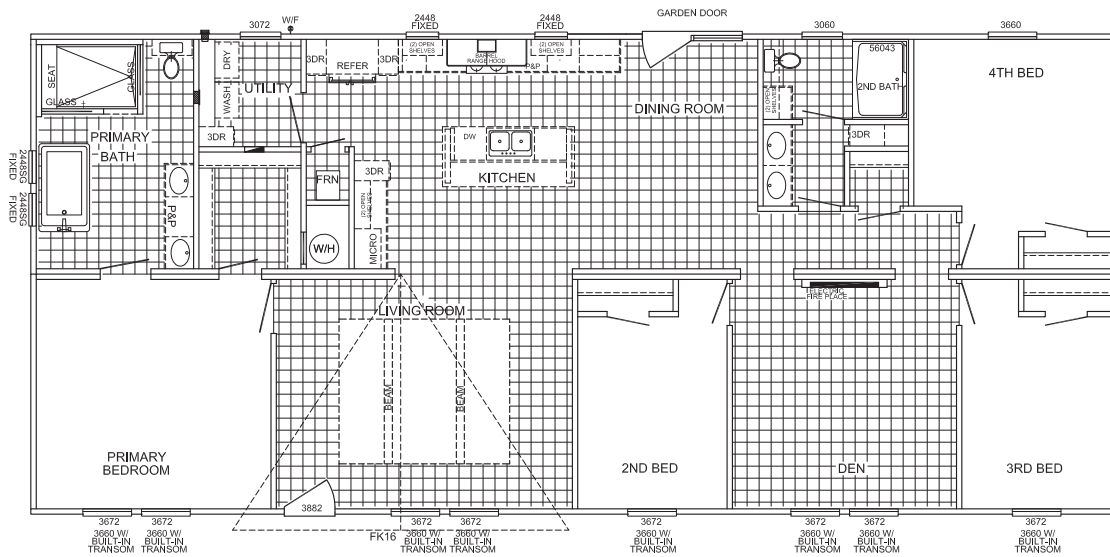 GARDEN DOOR
3072
W/F
2448
FIXED
2448
FIXED
3060
3660
SEAT
GLASS
GLASS
DRY
WASH
UTILITY
3DR
3DR
REFER
3DR
(2) OPEN
SHELVES
BARREL
RANGE HOOD
(2) OPEN
SHELVES
P&P
DINING ROOM
(2) OPEN
SHELVES
56043
2ND BATH
3DR
4TH BED
PRIMARY
BATH
2448SG
FIXED
2448SG
FIXED
P&P
FRN
W/H
3DR
(2) OPEN
SHELVES
MICRO
DW
KITCHEN
ELECTRIC
FIRE PLACE
LIVING ROOM
BEAM
BEAM
PRIMARY
BEDROOM
2ND BED
DEN
3RD BED
3882
FK16
3672
3660 W/
BUILT-IN
TRANSOM
3672
3660 W/
BUILT-IN
TRANSOM
3672
3660 W/
BUILT-IN
TRANSOM
3672
3660 W/
BUILT-IN
TRANSOM
3672
3660 W/
BUILT-IN
TRANSOM
3672
3660 W/
BUILT-IN
TRANSOM
3672
3660 W/
BUILT-IN
TRANSOM
3672
3660 W/
BUILT-IN
TRANSOM